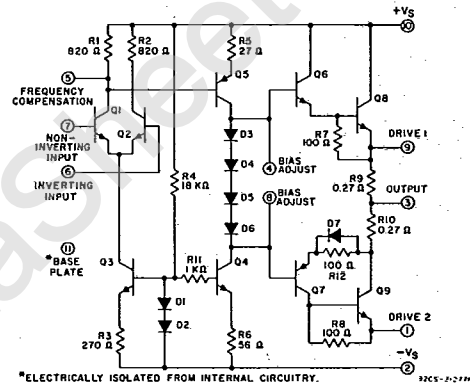 +VS
10
R1
820 Ω
R2
820 Ω
R5
27 Ω
5
FREQUENCY
COMPENSATION
Q1
Q5
Q6
Q8
7
NON-
INVERTING
INPUT
Q2
D3
R7
100 Ω
DRIVE 1
9
6
INVERTING
INPUT
R4
18 KΩ
D4
4
BIAS
ADJUST
R9
0.27 Ω
OUTPUT
3
D5
8
BIAS
ADJUST
R10
0.27 Ω
11
*BASE
PLATE
D6
D7
Q3
R11
1 KΩ
Q4
100 Ω
R12
Q7
Q9
D1
D2
R8
100 Ω
DRIVE 2
1
R3
270 Ω
R6
56 Ω
-VS
2
*ELECTRICALLY ISOLATED FROM INTERNAL CIRCUITRY.